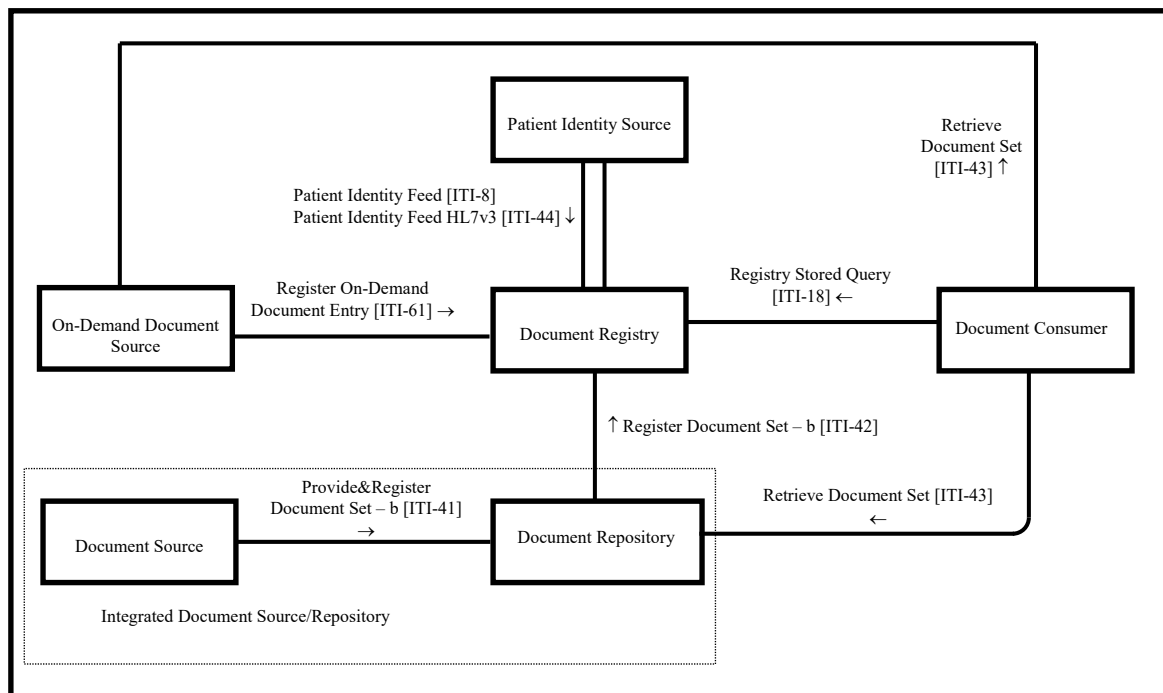 Patient Identity Source
Retrieve
Document Set
[ITI-43] ↑
Patient Identity Feed [ITI-8]
Patient Identity Feed HL7v3 [ITI-44] ↓
Register On-Demand
Document Entry [ITI-61] →
Registry Stored Query
[ITI-18] ←
On-Demand Document
Source
Document Registry
Document Consumer
↑ Register Document Set – b [ITI-42]
Provide&Register
Document Set – b [ITI-41]
→
Retrieve Document Set [ITI-43]
←
Document Source
Document Repository
Integrated Document Source/Repository